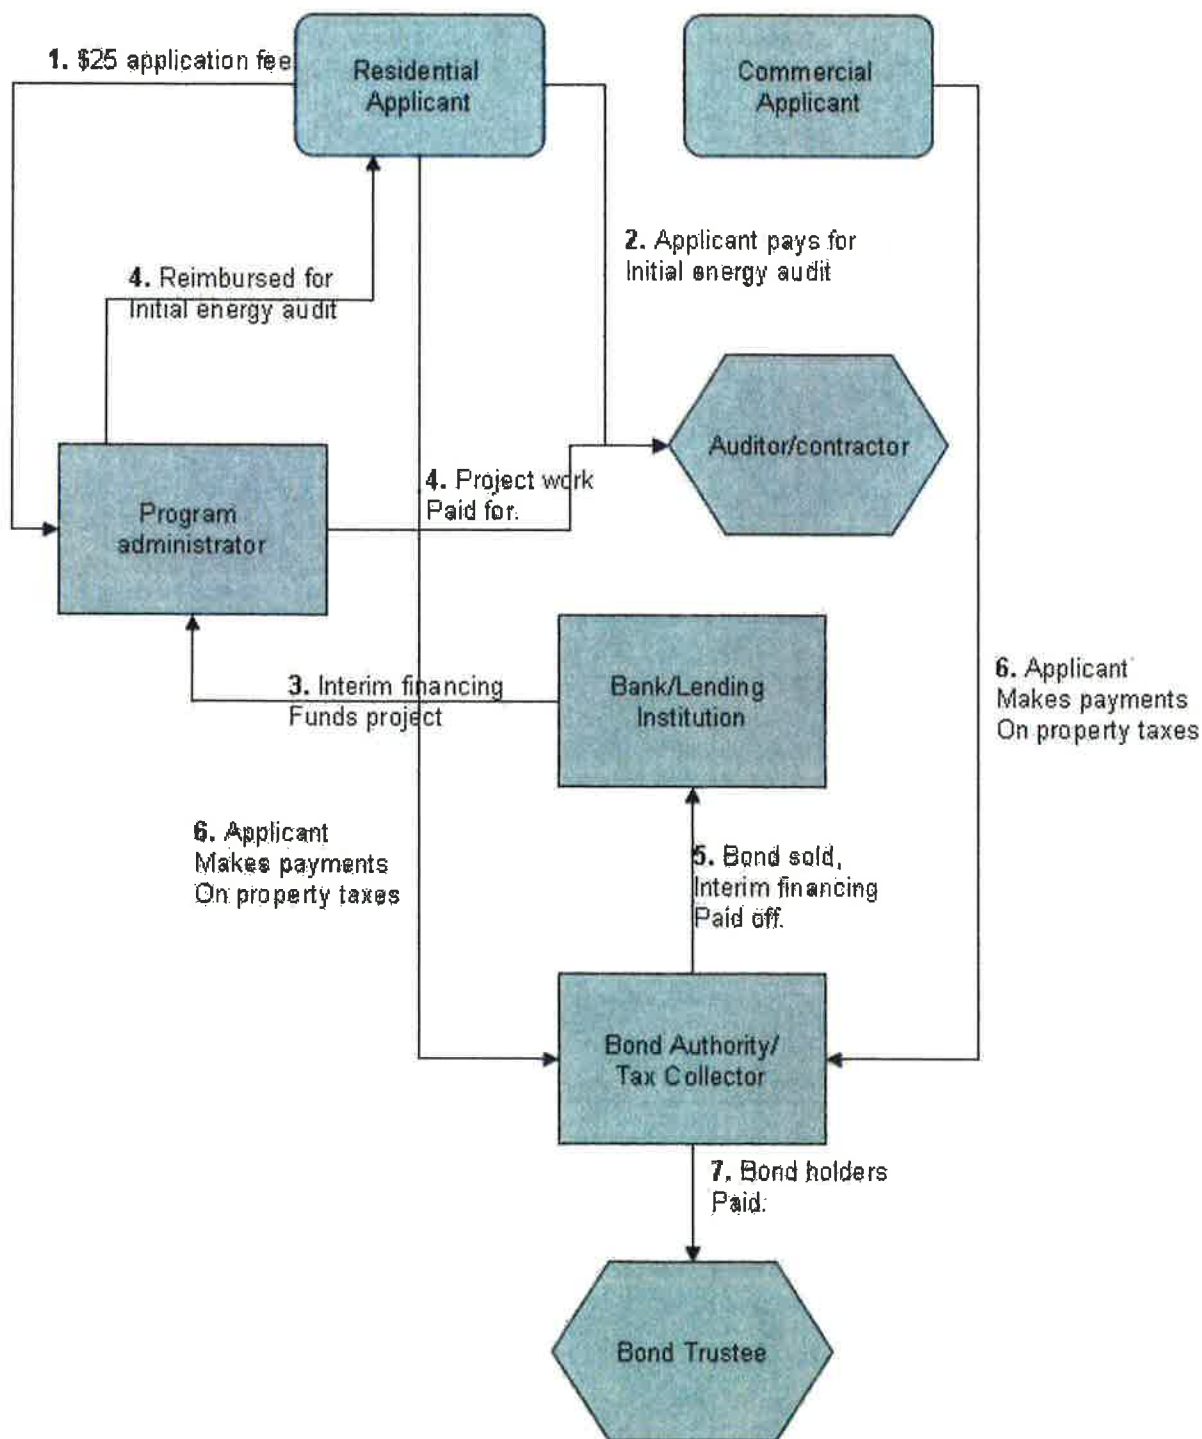 1. $25 application fee
Residential
Applicant
Commercial
Applicant
2. Applicant pays for
Initial energy audit
4. Reimbursed for
Initial energy audit
Auditor/contractor
4. Project work
Paid for.
Program
administrator
3. Interim financing
Funds project
Bank/Lending
Institution
6. Applicant
Makes payments
On property taxes
6. Applicant
Makes payments
On property taxes
5. Bond sold,
Interim financing
Paid off.
Bond Authority/
Tax Collector
7. Bond holders
Paid.
Bond Trustee